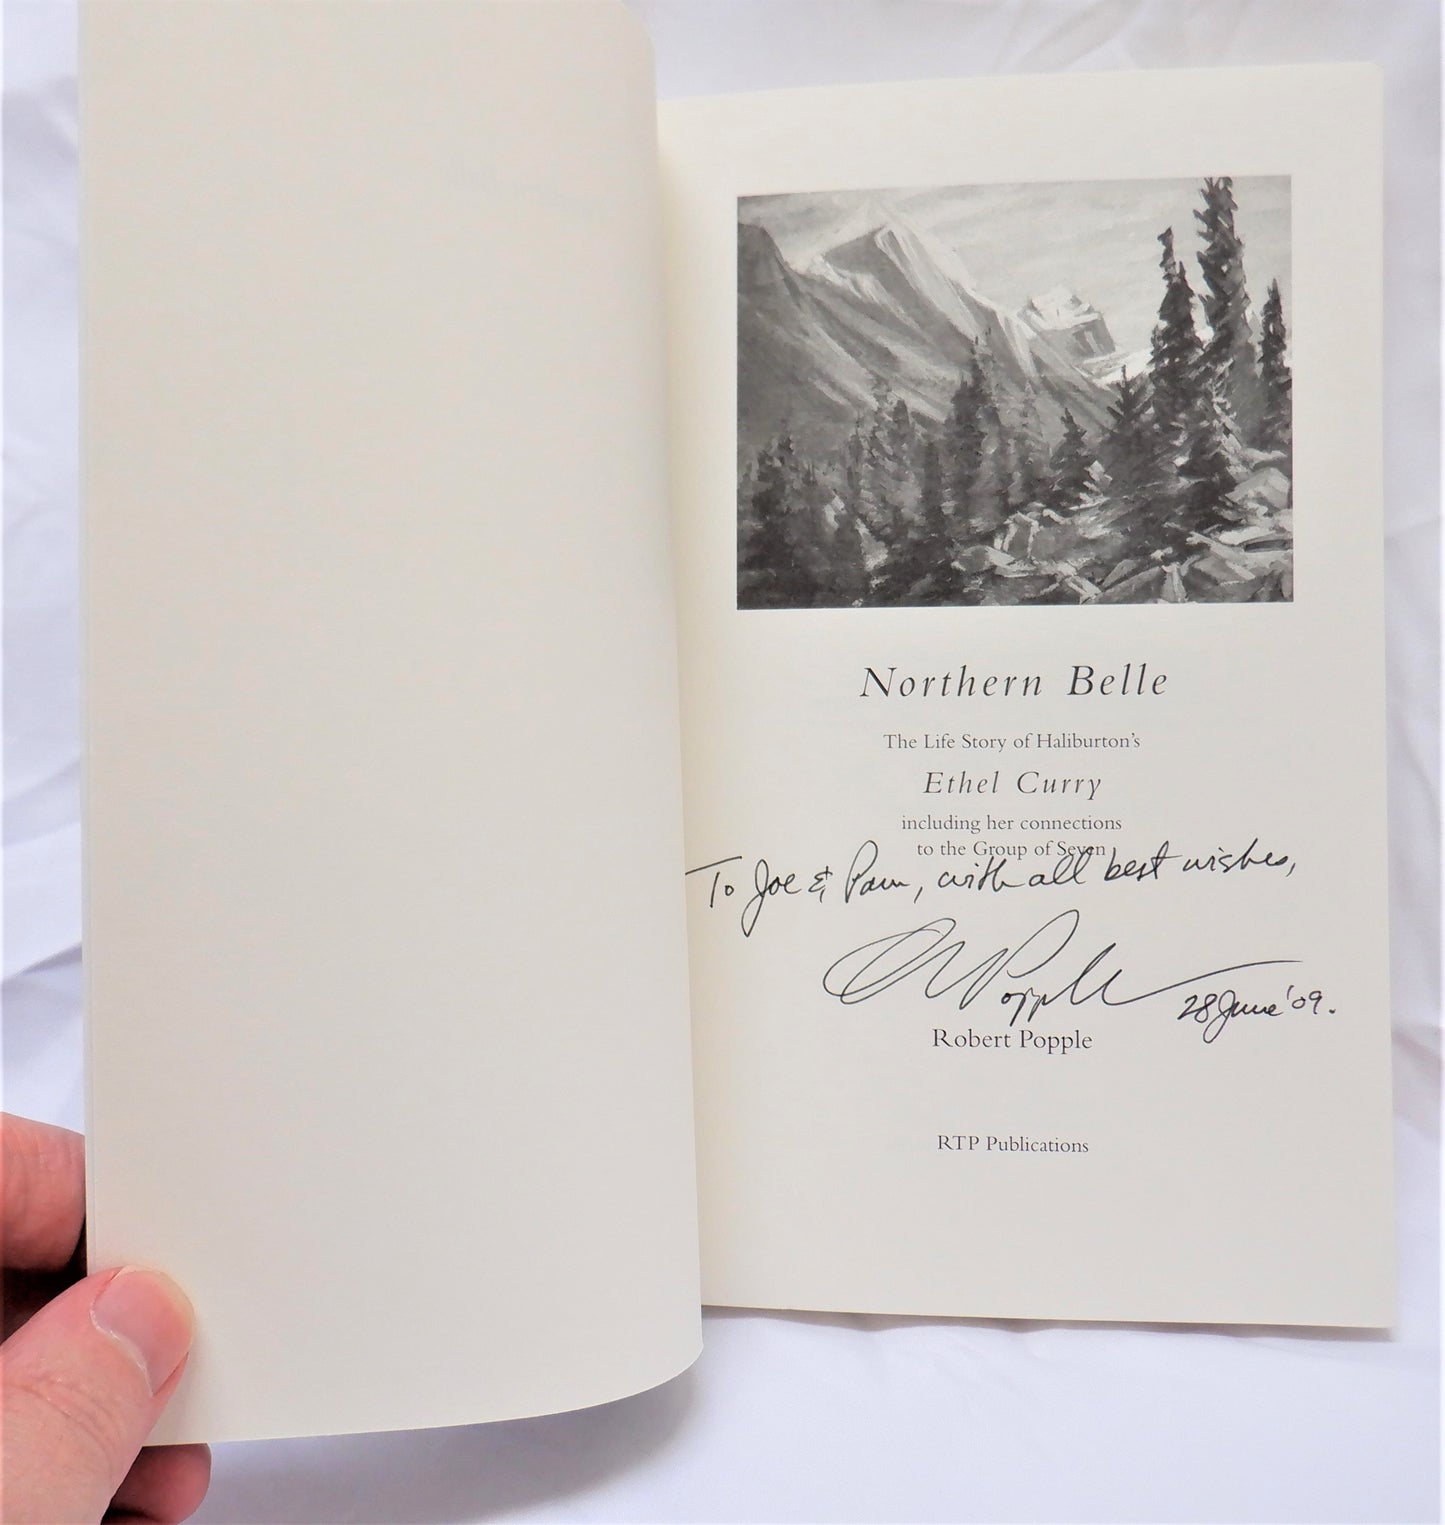 Northern Belle
The Life Story of Haliburton's
Ethel Curry
including her connections
to the Group of Seven
To Joe & Pam, with all best wishes,
Popple
28 June '09.
Robert Popple
RTP Publications